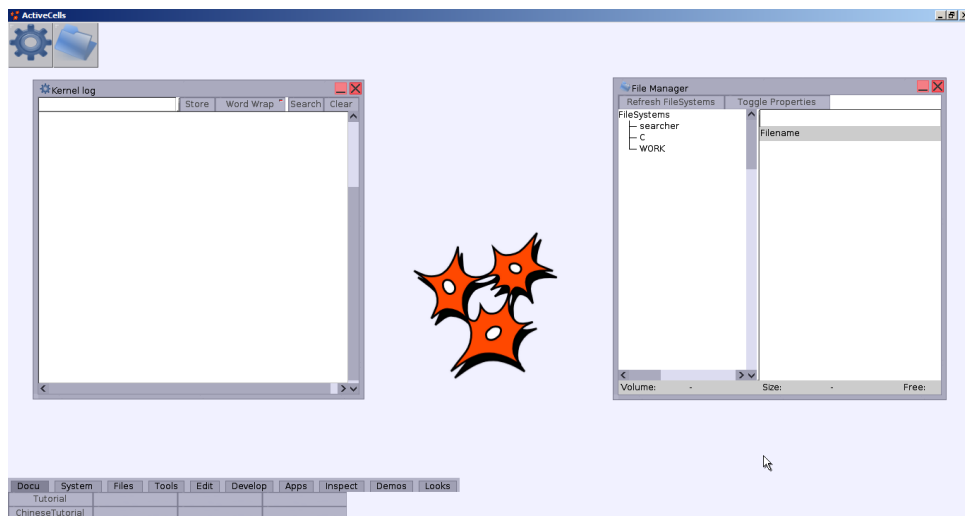 ActiveCells
Kernel log
Store Word Wrap Search Clear
File Manager
Refresh FileSystems Toggle Properties
FileSystems
searcher
C
WORK
Filename
Volume: - Size: - Free:
Docu System Files Tools Edit Develop Apps Inspect Demos Looks
Tutorial
ChineseTutorial